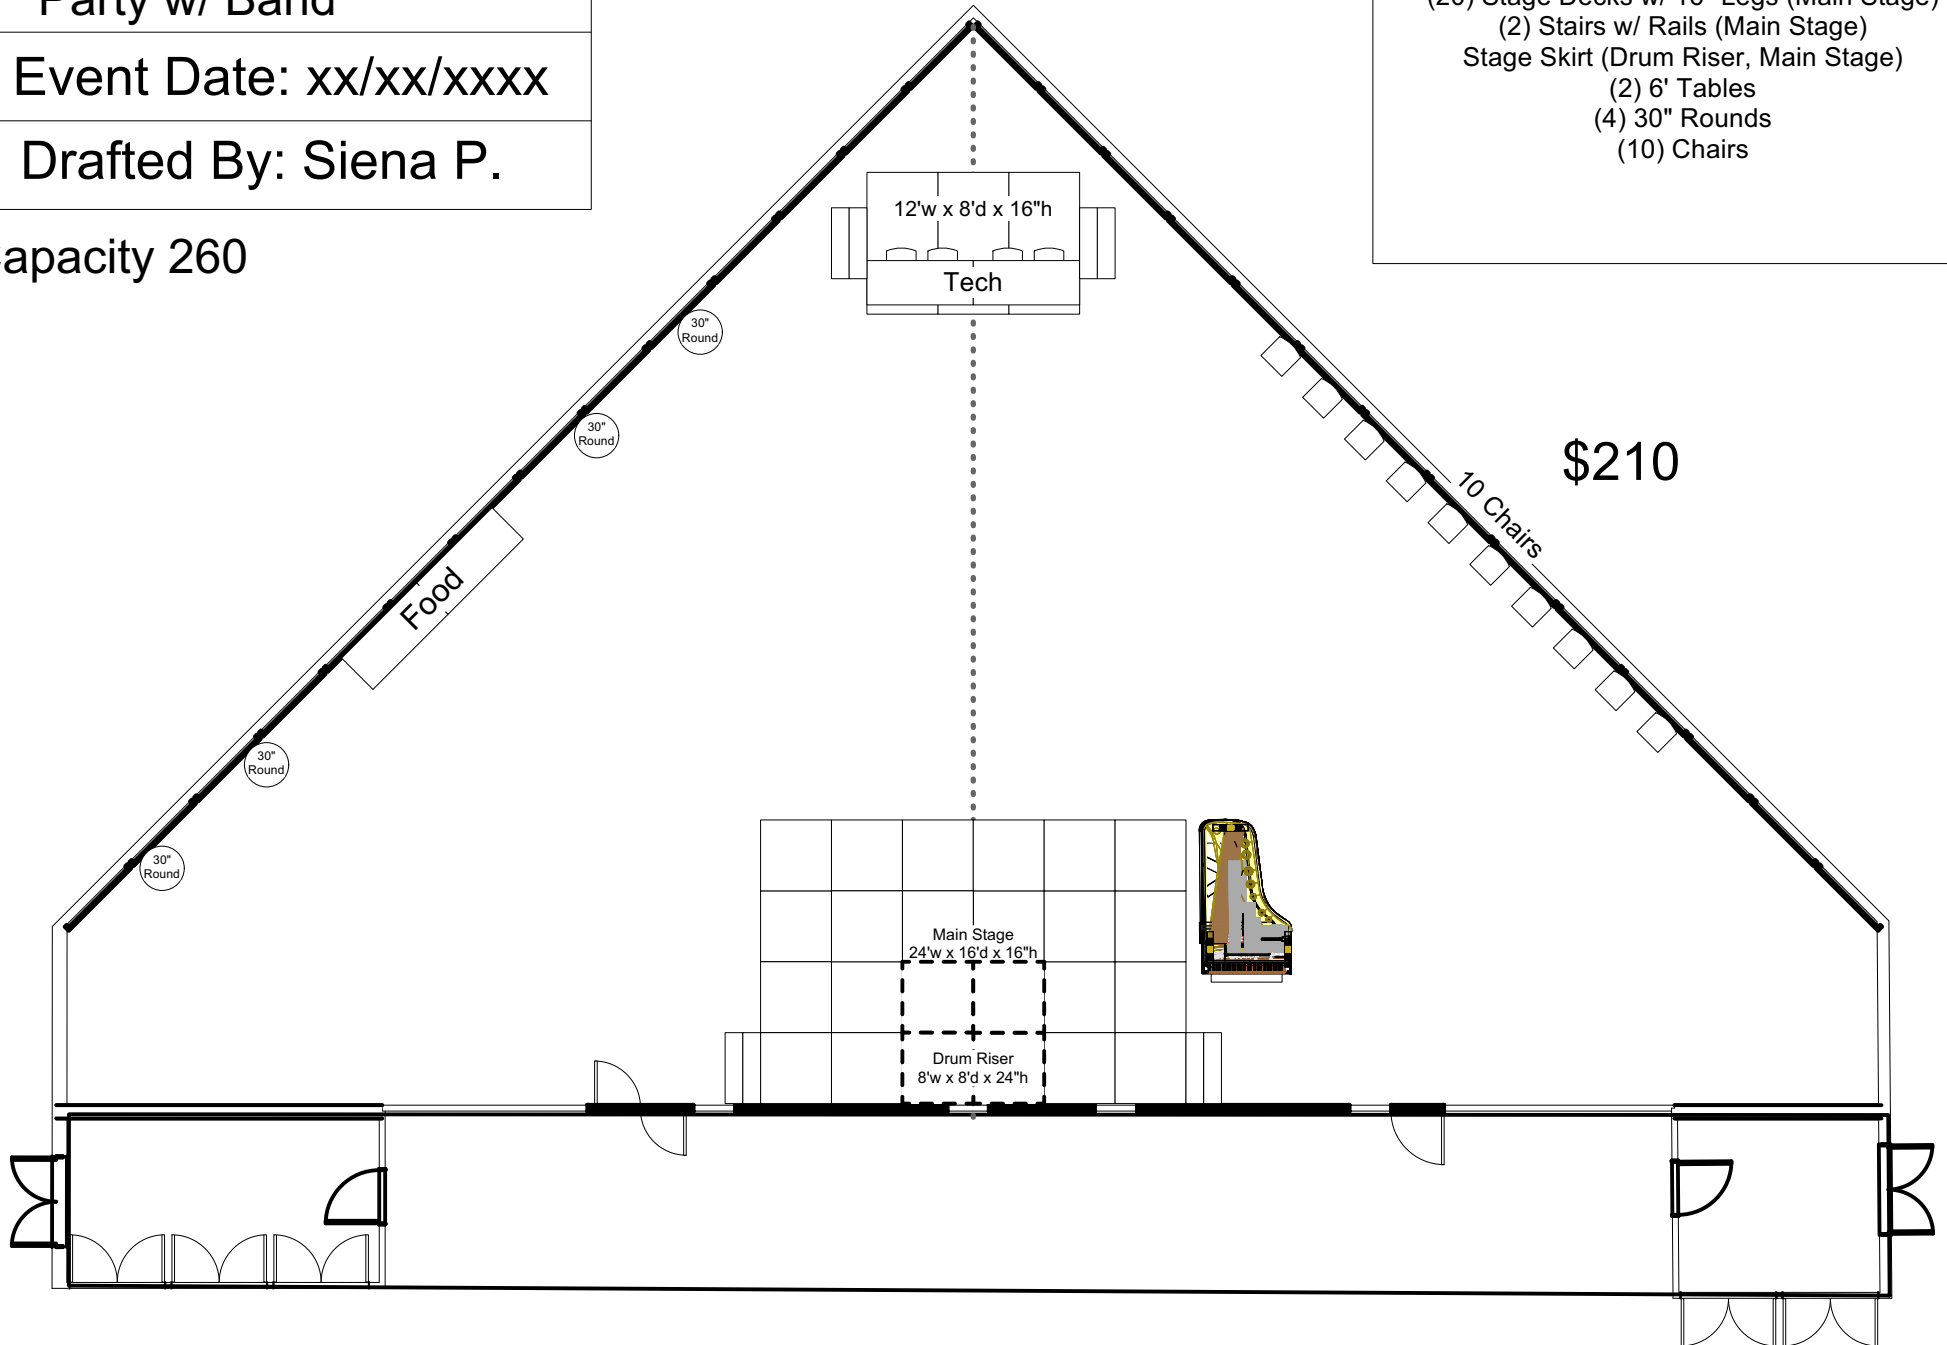 Party w/ Band
Event Date: xx/xx/xxxx
Drafted By: Siena P.
Capacity 260
(2) Stairs w/ Rails (Main Stage)
Stage Skirt (Drum Riser, Main Stage)
(2) 6' Tables
(4) 30" Rounds
(10) Chairs
12'w x 8'd x 16"h
Tech
30"
Round
30"
Round
$210
10 Chairs
Food
30"
Round
30"
Round
Main Stage
24'w x 16'd x 16"h
Drum Riser
8'w x 8'd x 24"h